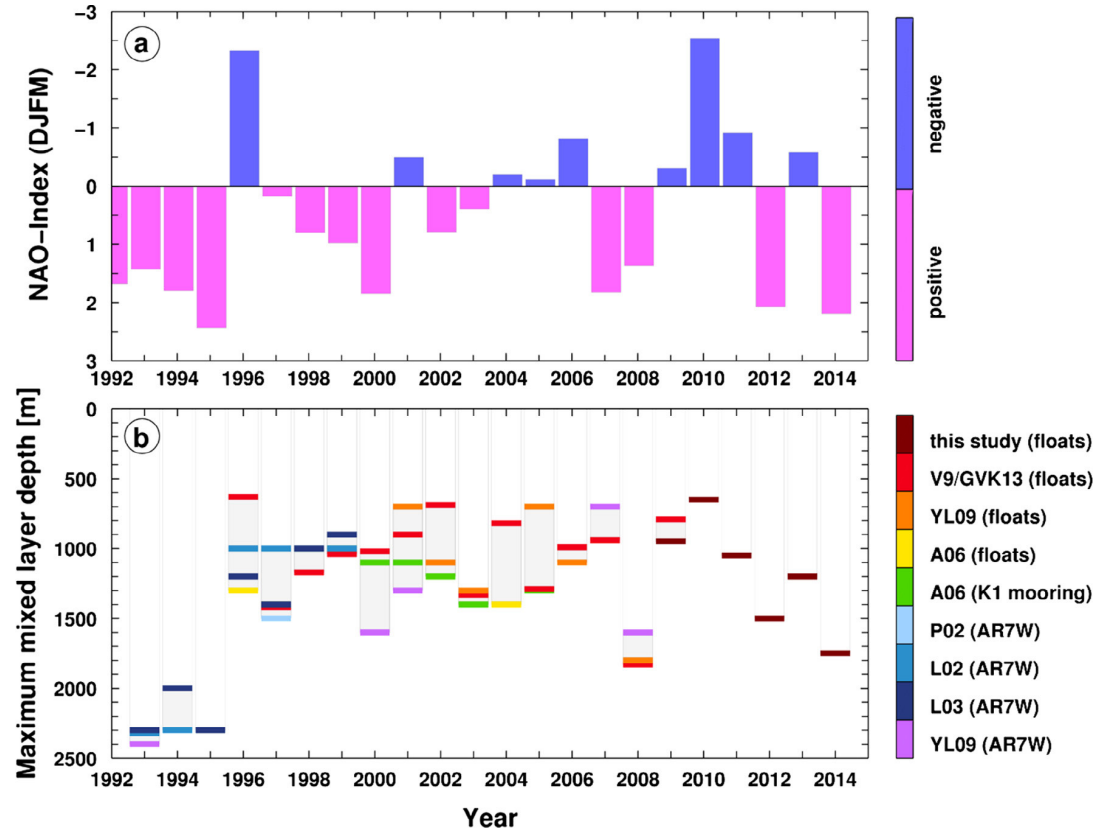 -3
-2
-1
0
1
2
3
NAO-Index (DJFM)
a
1992 1994 1996 1998 2000 2002 2004 2006 2008 2010 2012 2014
negative
positive
0
500
1000
1500
2000
2500
Maximum mixed layer depth [m]
b
1992 1994 1996 1998 2000 2002 2004 2006 2008 2010 2012 2014
Year
this study (floats)
V9/GVK13 (floats)
YL09 (floats)
A06 (floats)
A06 (K1 mooring)
P02 (AR7W)
L02 (AR7W)
L03 (AR7W)
YL09 (AR7W)